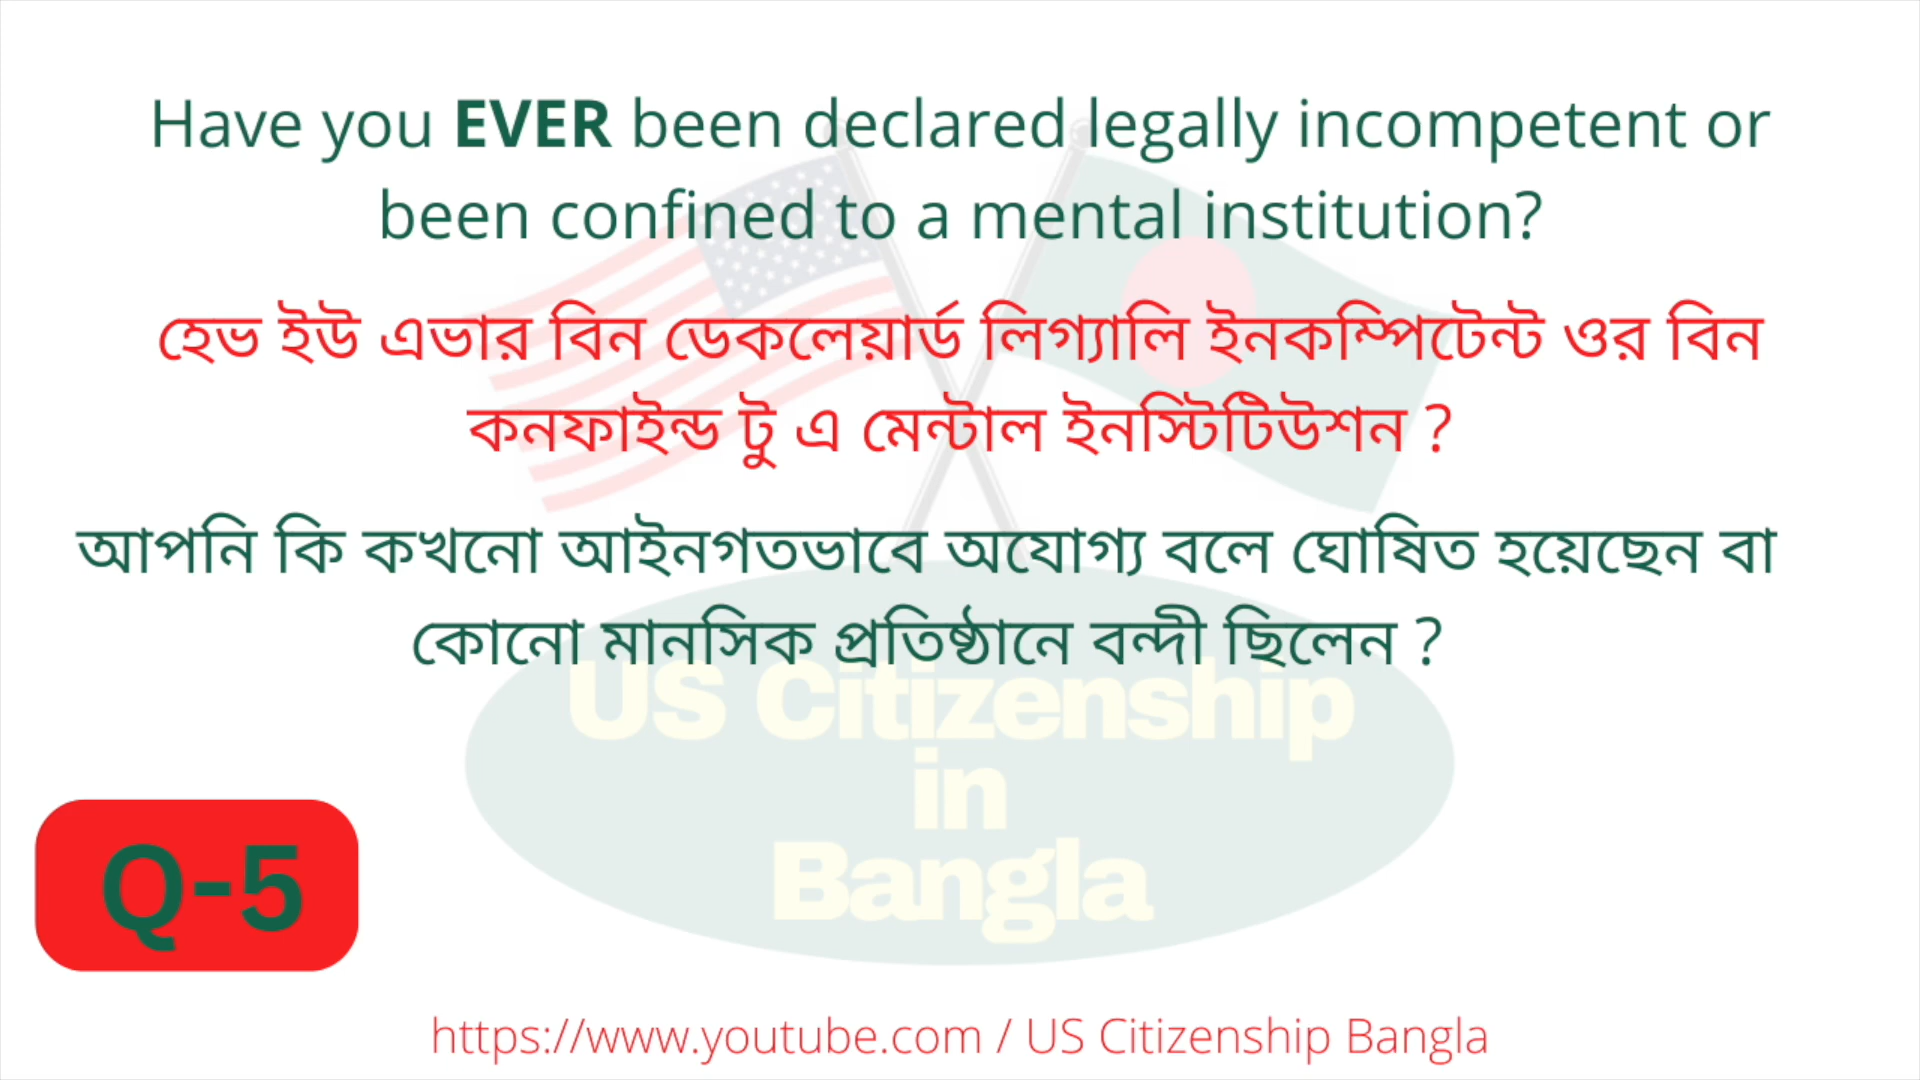 Have you EVER been declared legally incompetent or
been confined to a mental institution?
হেভ ইউ এভার বিন ডেকলেয়ার্ড লিগ্যালি ইনকম্পিটেন্ট ওর বিন
কনফাইন্ড টু এ মেন্টাল ইনস্টিটিউশন ?
আপনি কি কখনো আইনগতভাবে অযোগ্য বলে ঘোষিত হয়েছেন বা
কোনো মানসিক প্রতিষ্ঠানে বন্দী ছিলেন ?
US Citizenship
in
Bangla
Q-5
https://www.youtube.com / US Citizenship Bangla